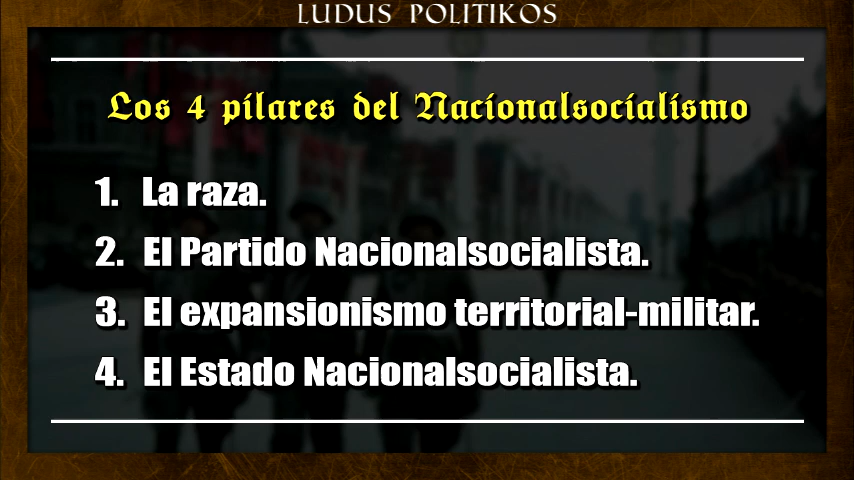 LUDUS POLITIKOS
Los 4 pilares del Nacionalsocialismo
1. La raza.
2. El Partido Nacionalsocialista.
3. El expansionismo territorial-militar.
4. El Estado Nacionalsocialista.